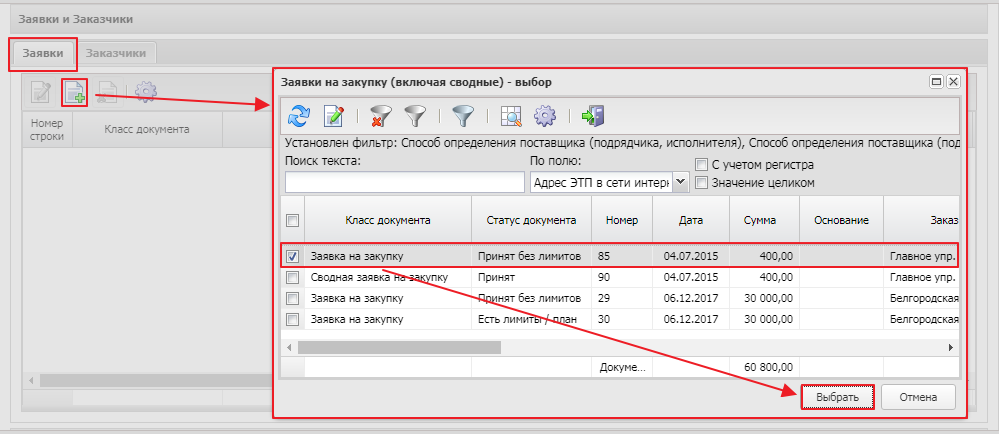 Заявки и Заказчики
Заявки Заказчики
Номер строки Класс документа
Заявки на закупку (включая сводные) - выбор
Установлен фильтр: Способ определения поставщика (подрядчика, исполнителя), Способ определения поставщика (под
Поиск текста: По полю: С учетом регистра
Адрес ЭТП в сети интерн Значение целиком
Класс документа Статус документа Номер Дата Сумма Основание Заказ
Заявка на закупку Принят без лимитов 85 04.07.2015 400,00 Главное упр.
Сводная заявка на закупку Принят 90 04.07.2015 400,00 Главное упр.
Заявка на закупку Принят без лимитов 29 06.12.2017 30 000,00 Белгородская
Заявка на закупку Есть лимиты / план 30 06.12.2017 30 000,00 Белгородская
Докуме... 60 800,00
Выбрать Отмена